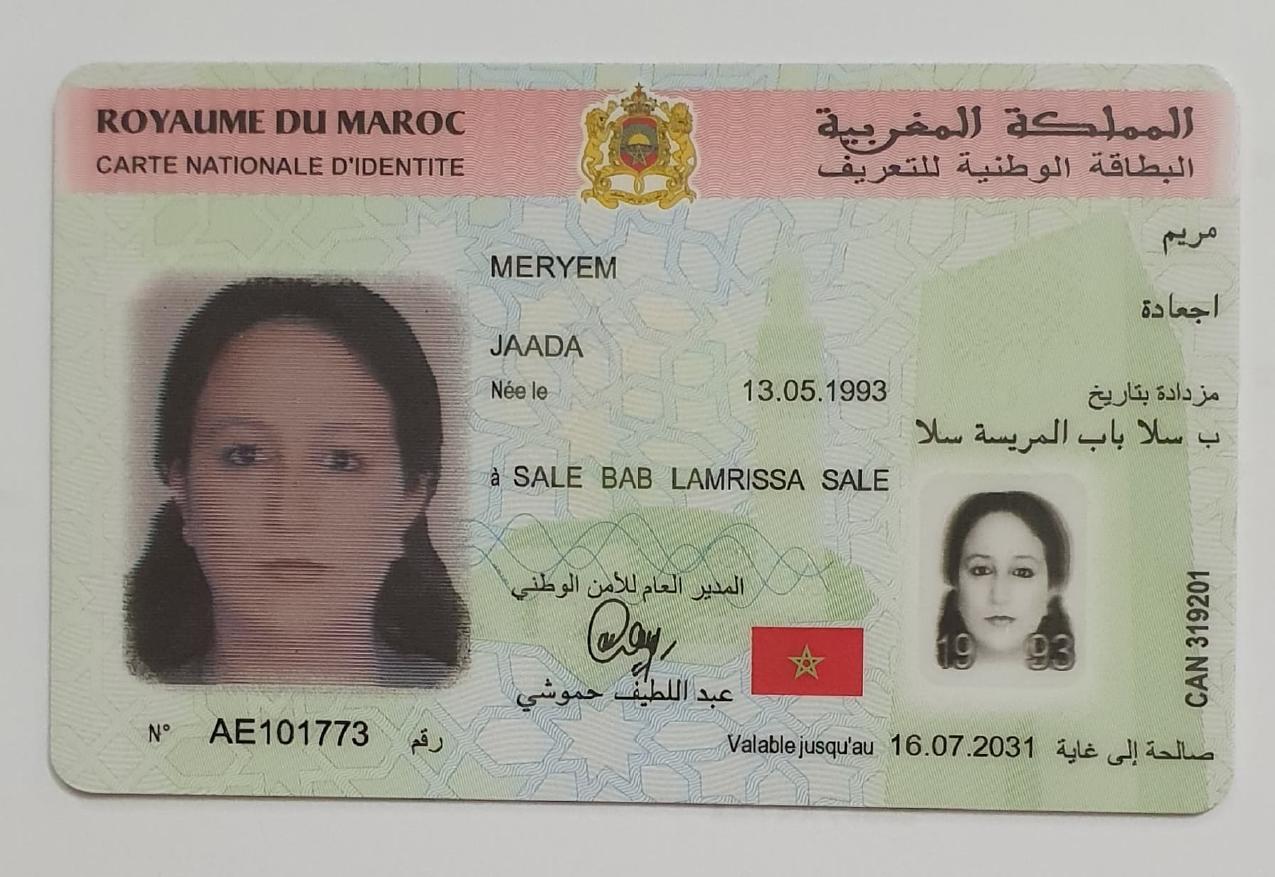 ROYAUME DU MAROC
المملكة المغربية
CARTE NATIONALE D'IDENTITE
البطاقة الوطنية للتعريف
مريم
MERYEM
اجعادة
JAADA
Née le 13.05.1993 مزدادة بتاريخ
ب سلا باب المريسة سلا
à SALE BAB LAMRISSA SALE
المدير العام للأمن الوطني
عبد اللطيف حموشي
1993
CAN 319201
N° AE101773 رقم
Valable jusqu'au 16.07.2031 صالحة إلى غاية